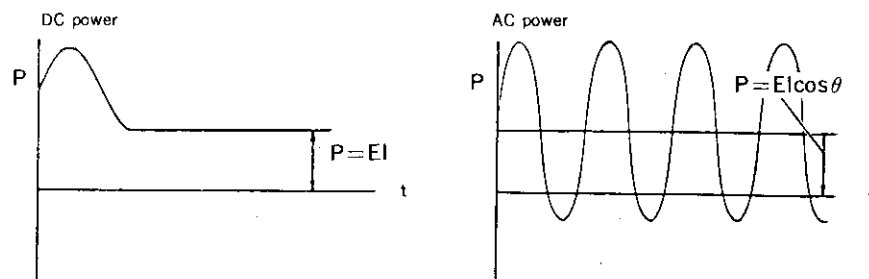 DC power
P
P=EI
t
AC power
P
P=EIcosθ